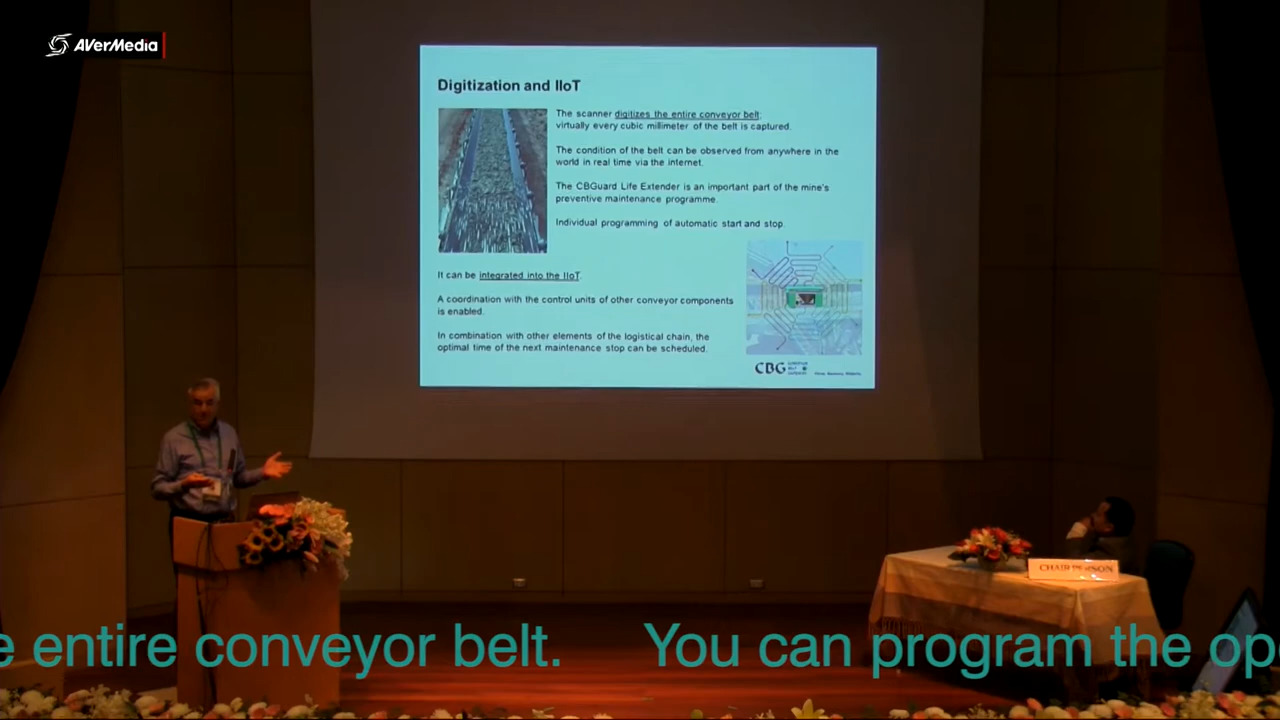 AVerMedia
Digitization and IIoT
The scanner digitizes the entire conveyor belt;
virtually every cubic millimeter of the belt is captured.
The condition of the belt can be observed from anywhere in the
world in real time via the internet.
The CBGuard Life Extender is an important part of the mine's
preventive maintenance programme.
Individual programming of automatic start and stop.
It can be integrated into the IIoT.
A coordination with the control units of other conveyor components
is enabled.
In combination with other elements of the logistical chain, the
optimal time of the next maintenance stop can be scheduled.
CBG
CHAIR PERSON
e entire conveyor belt. You can program the op